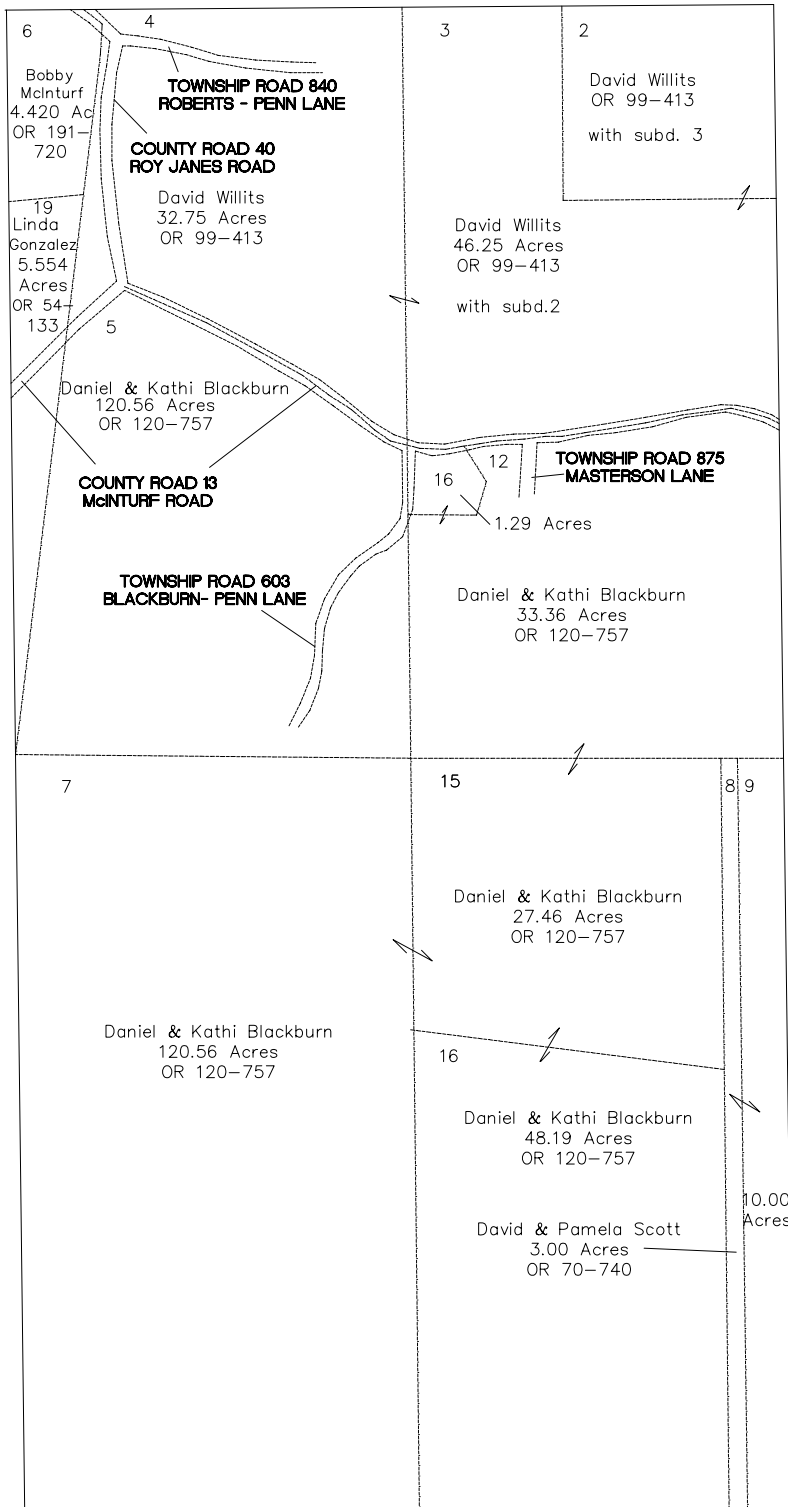 6
4
3
2
Bobby
McInturf
4.420 Ac
OR 191-
720
TOWNSHIP ROAD 840
ROBERTS - PENN LANE
COUNTY ROAD 40
ROY JANES ROAD
David Willits
OR 99-413
with subd. 3
19
Linda
Gonzalez
5.554
Acres
OR 54-
133
David Willits
32.75 Acres
OR 99-413
David Willits
46.25 Acres
OR 99-413
with subd.2
5
Daniel & Kathi Blackburn
120.56 Acres
OR 120-757
COUNTY ROAD 13
McINTURF ROAD
16
12
TOWNSHIP ROAD 875
MASTERSON LANE
1.29 Acres
TOWNSHIP ROAD 603
BLACKBURN- PENN LANE
Daniel & Kathi Blackburn
33.36 Acres
OR 120-757
7
15
8
9
Daniel & Kathi Blackburn
27.46 Acres
OR 120-757
Daniel & Kathi Blackburn
120.56 Acres
OR 120-757
16
Daniel & Kathi Blackburn
48.19 Acres
OR 120-757
10.00
Acres
David & Pamela Scott
3.00 Acres
OR 70-740